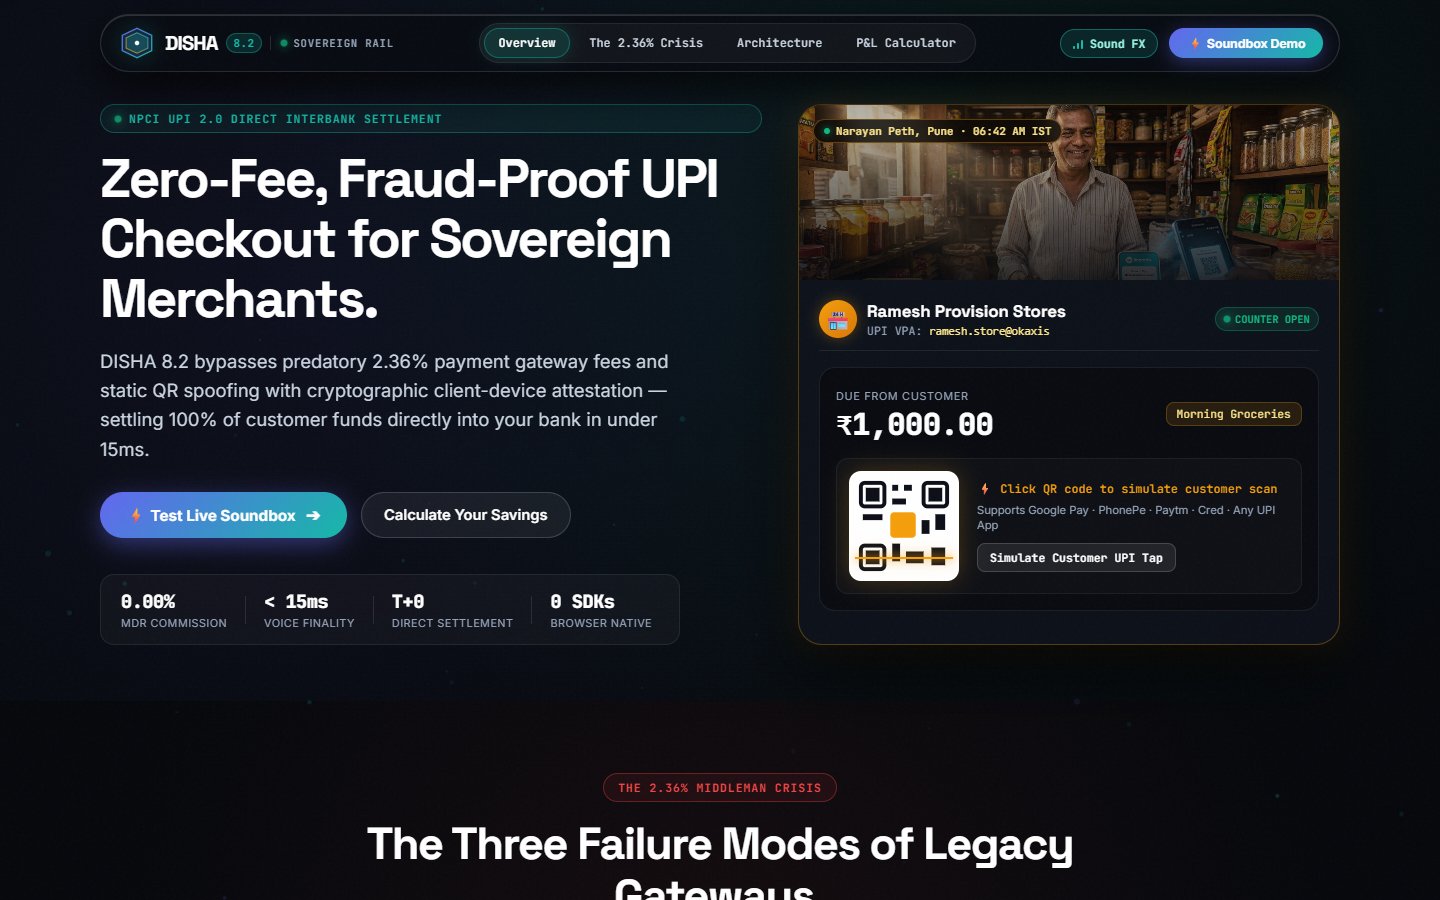 DISHA 8.2 SOVEREIGN RAIL
Overview The 2.36% Crisis Architecture P&L Calculator
Sound FX Soundbox Demo
NPCI UPI 2.0 DIRECT INTERBANK SETTLEMENT
Zero-Fee, Fraud-Proof UPI
Checkout for Sovereign
Merchants.
DISHA 8.2 bypasses predatory 2.36% payment gateway fees and
static QR spoofing with cryptographic client-device attestation —
settling 100% of customer funds directly into your bank in under
15ms.
Test Live Soundbox ➔ Calculate Your Savings
0.00% < 15ms T+0 0 SDKs
MDR COMMISSION VOICE FINALITY DIRECT SETTLEMENT BROWSER NATIVE
Narayan Peth, Pune · 06:42 AM IST
Ramesh Provision Stores
UPI VPA: ramesh.store@okaxis
COUNTER OPEN
DUE FROM CUSTOMER
₹1,000.00
Morning Groceries
Click QR code to simulate customer scan
Supports Google Pay · PhonePe · Paytm · Cred · Any UPI
App
Simulate Customer UPI Tap
THE 2.36% MIDDLEMAN CRISIS
The Three Failure Modes of Legacy
Gateways